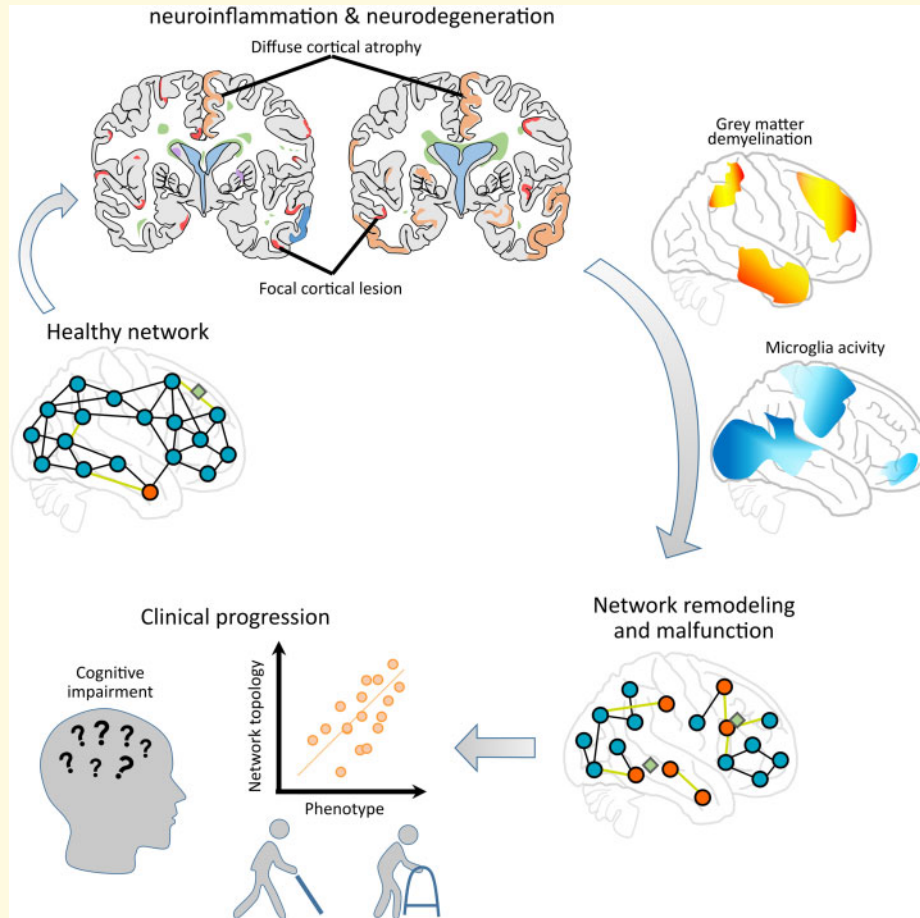 neuroinflammation & neurodegeneration
Diffuse cortical atrophy
Focal cortical lesion
Grey matter
demyelination
Microglia acivity
Healthy network
Network remodeling
and malfunction
Clinical progression
Cognitive
impairment
? ? ? ?
? ? ?
Network topology
Phenotype